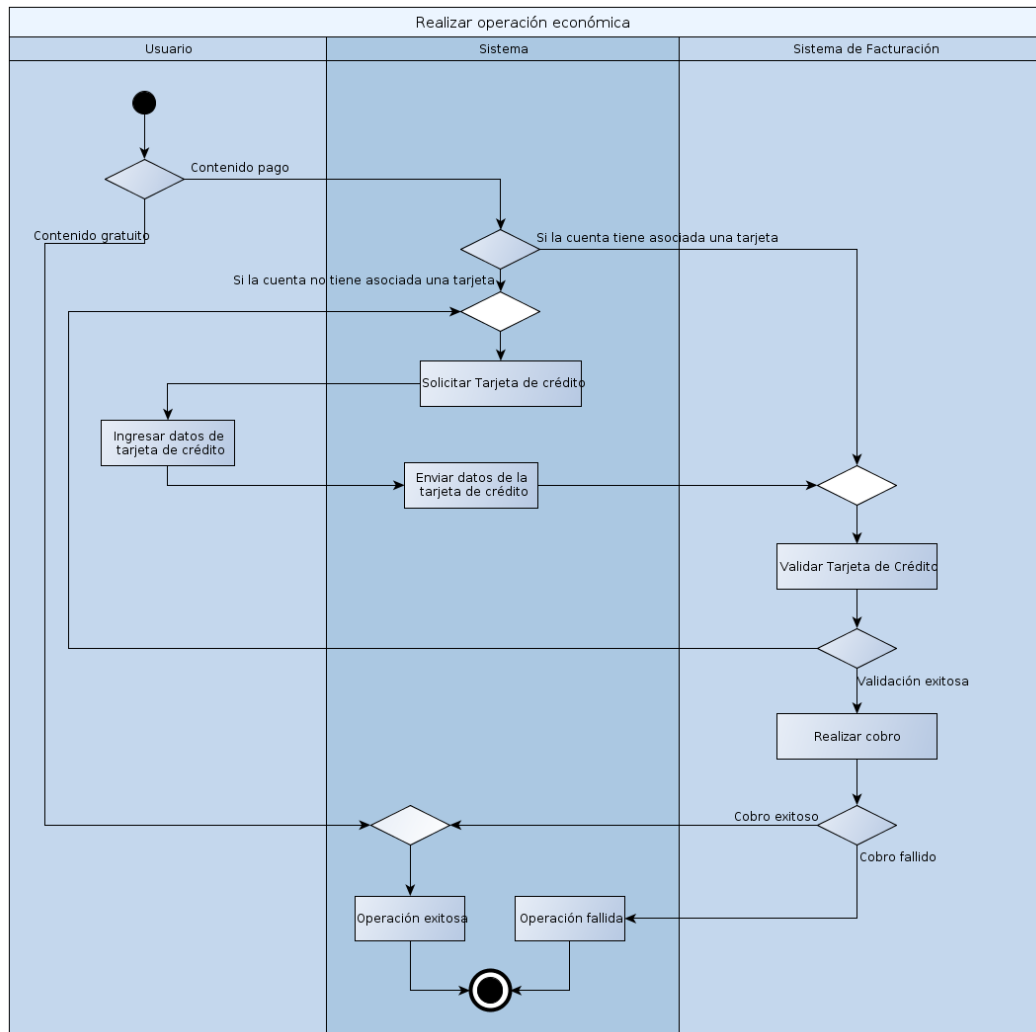 Realizar operación económica
Usuario
Sistema
Sistema de Facturación
Contenido pago
Contenido gratuito
Si la cuenta tiene asociada una tarjeta
Si la cuenta no tiene asociada una tarjeta
Solicitar Tarjeta de crédito
Ingresar datos de
tarjeta de crédito
Enviar datos de la
tarjeta de crédito
Validar Tarjeta de Crédito
Validación exitosa
Realizar cobro
Cobro exitoso
Cobro fallido
Operación exitosa
Operación fallida